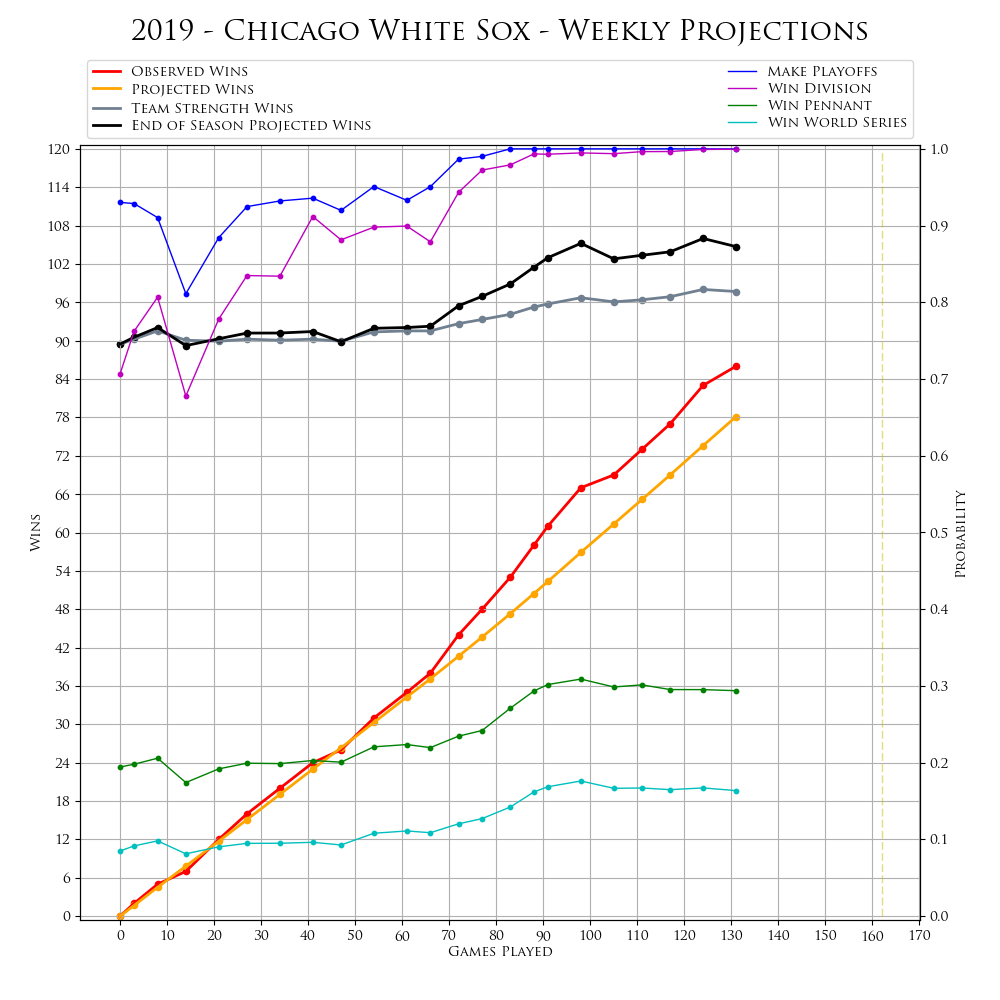 2019 - Chicago White Sox - Weekly Projections
Observed Wins
Projected Wins
Team Strength Wins
End of Season Projected Wins
Make Playoffs
Win Division
Win Pennant
Win World Series
120
114
108
102
96
90
84
78
72
66
60
54
48
42
36
30
24
18
12
6
0
Wins
1.0
0.9
0.8
0.7
0.6
0.5
0.4
0.3
0.2
0.1
0.0
Probability
0 10 20 30 40 50 60 70 80 90 100 110 120 130 140 150 160 170
Games Played